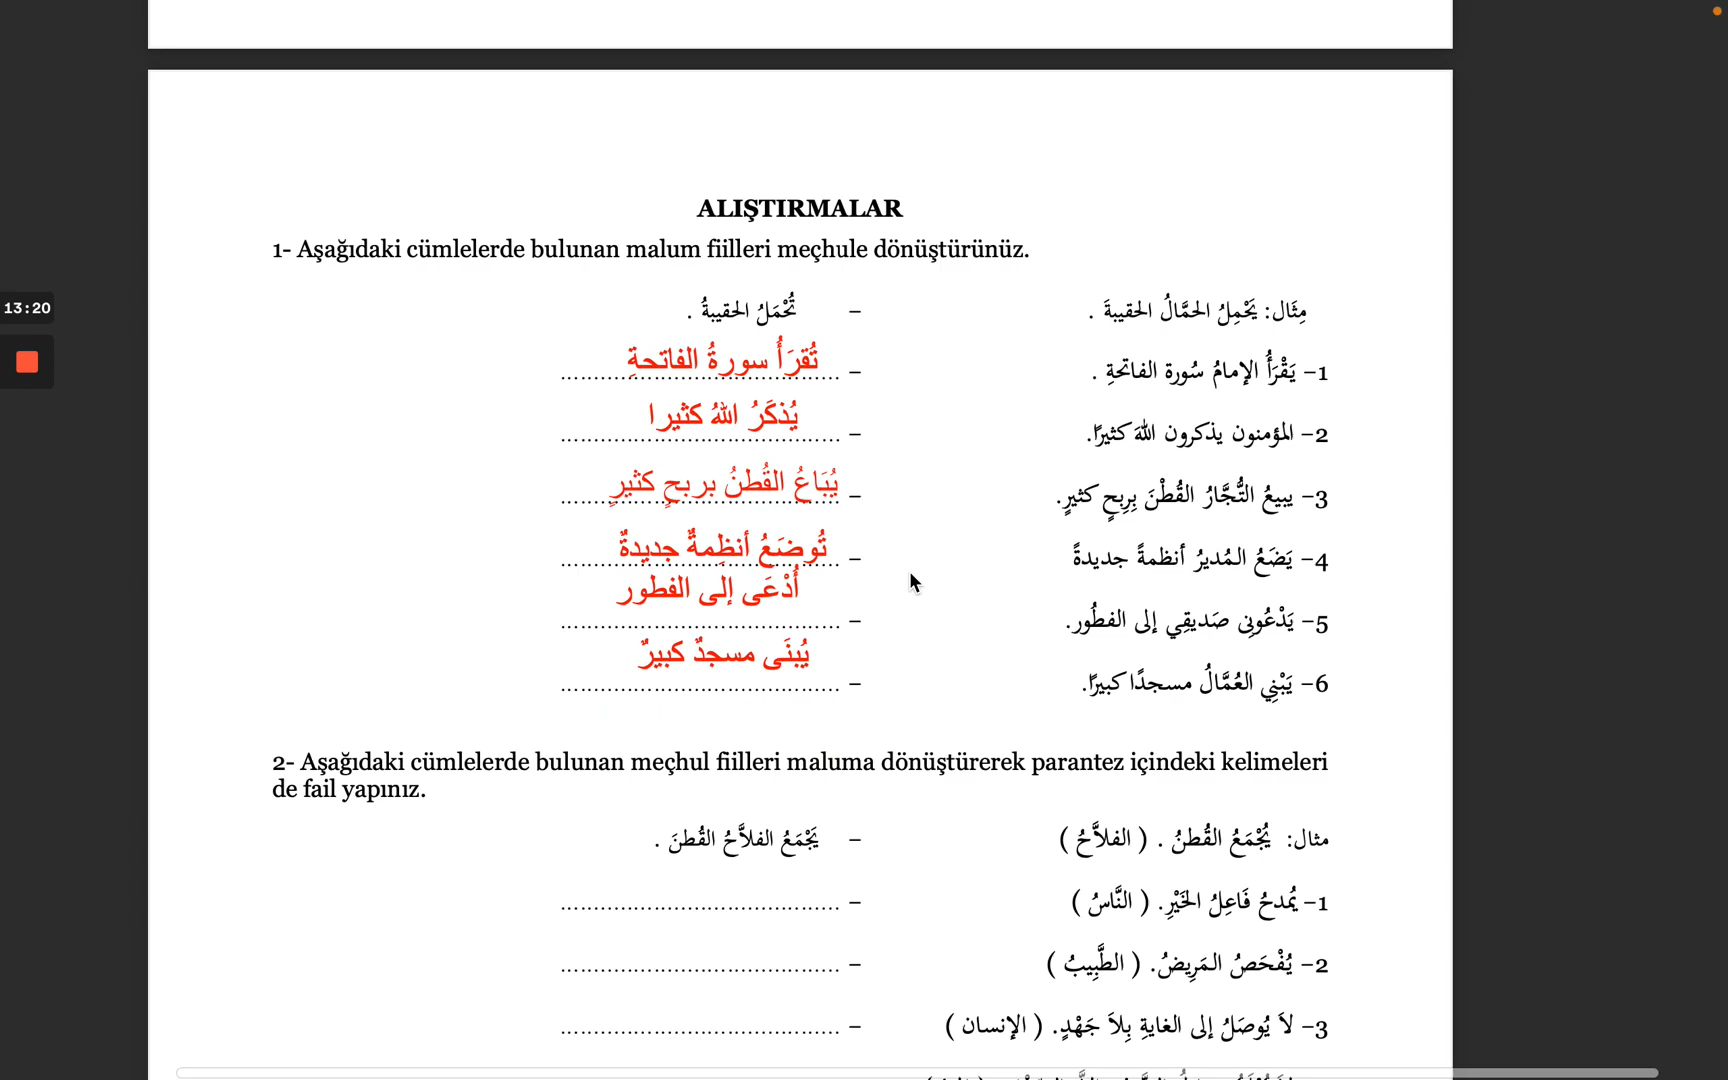 13:20
ALIŞTIRMALAR
1- Aşağıdaki cümlelerde bulunan malum fiilleri meçhule dönüştürünüz.
مِثَال: يَحْمِلُ الحمَّالُ الحقيبةَ . – تُحْمَلُ الحقيبةُ .
1– يَقْرَأُ الإمامُ سُورة الفاتحةِ . – تُقرَأُ سورةُ الفاتحةِ
2– المؤمنون يذكرون اللهَ كثيرًا. – يُذكَرُ اللهُ كثيرا
3– يبيعُ التُّجَّارُ القُطْنَ بِرِبحٍ كثيرٍ. – يُبَاعُ القُطنُ بربحٍ كثيرِ
4– يَضَعُ المُديرُ أنظمةً جديدةً – تُوضَعُ أنظِمةٌ جديدةٌ
5– يَدْعُونِى صَديقِي إلى الفطُور. – أُدْعَى إلى الفطور
6– يَبْنِي العُمَّالُ مسجدًا كبيرًا. – يُبنَى مسجدٌ كبيرٌ
2- Aşağıdaki cümlelerde bulunan meçhul fiilleri maluma dönüştürerek parantez içindeki kelimeleri
de fail yapınız.
مثال: يُجْمَعُ القُطنُ . ( الفلاَّحُ ) – يَجْمَعُ الفلاَّحُ القُطنَ .
1– يُمدحُ فَاعِلُ الخَيْرِ. ( النَّاسُ ) – ..........................................
2– يُفْحَصُ المَرِيضُ. ( الطَّبِيبُ ) – ..........................................
3– لاَ يُوصَلُ إلى الغايةِ بِلاَ جَهْدٍ. ( الإنسان ) – ..........................................